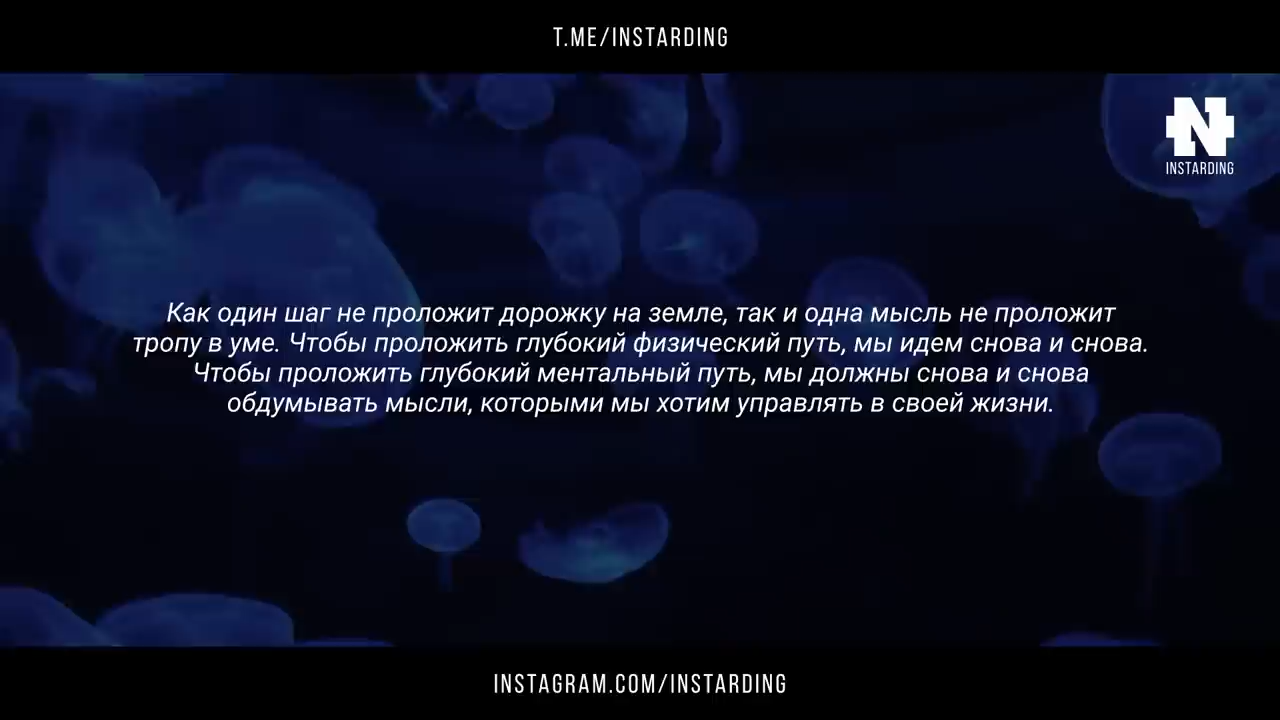 T.ME/INSTARDING
N
INSTARDING
Как один шаг не проложит дорожку на земле, так и одна мысль не проложит
тропу в уме. Чтобы проложить глубокий физический путь, мы идем снова и снова.
Чтобы проложить глубокий ментальный путь, мы должны снова и снова
обдумывать мысли, которыми мы хотим управлять в своей жизни.
INSTAGRAM.COM/INSTARDING